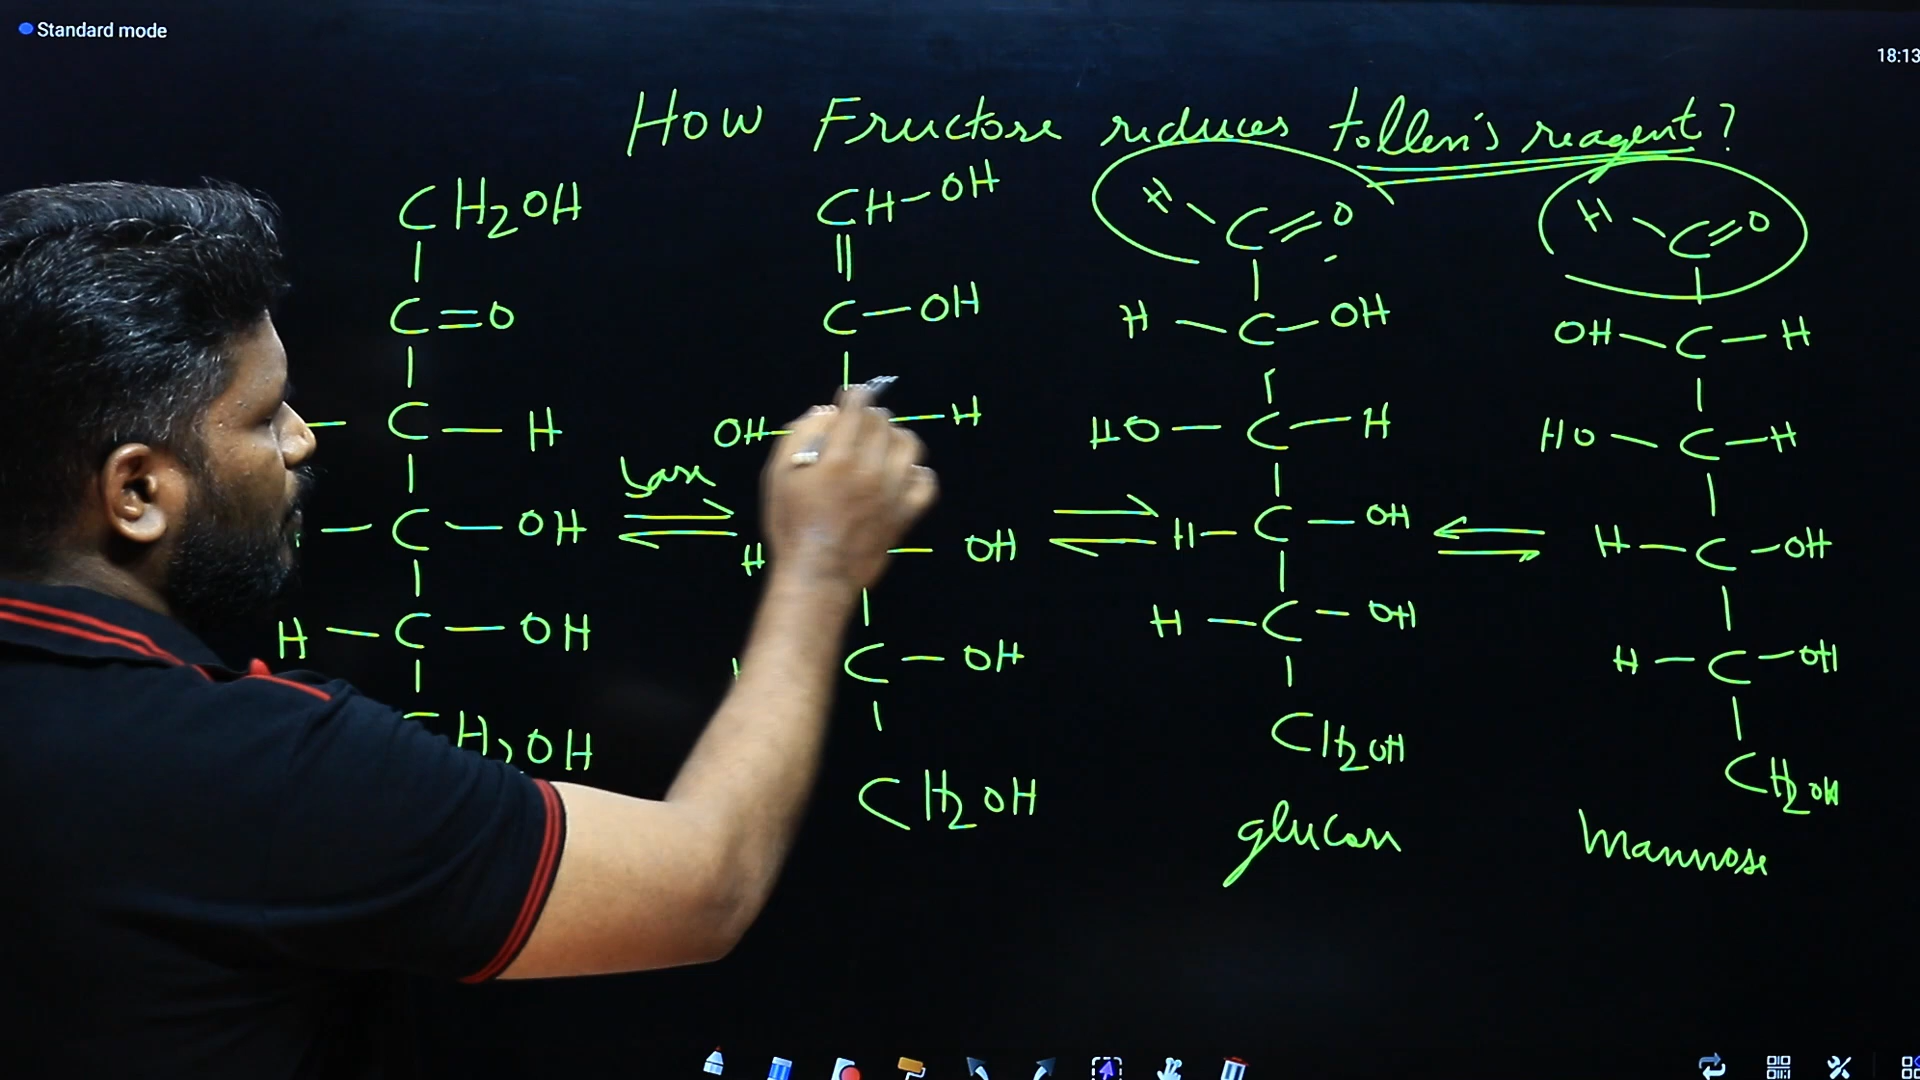 Standard mode
18:13
How Fructose reduces tollen's reagent?
CH2OH CH-OH H C=O H C=O
C=O C-OH H-C-OH OH-C-H
C-H OH- -H HO-C-H HO-C-H
base
C-OH H -OH H-C-OH H-C-OH
H-C-OH C-OH H-C-OH H-C-OH
CH2OH CH2OH CH2OH CH2OH
glucose mannose